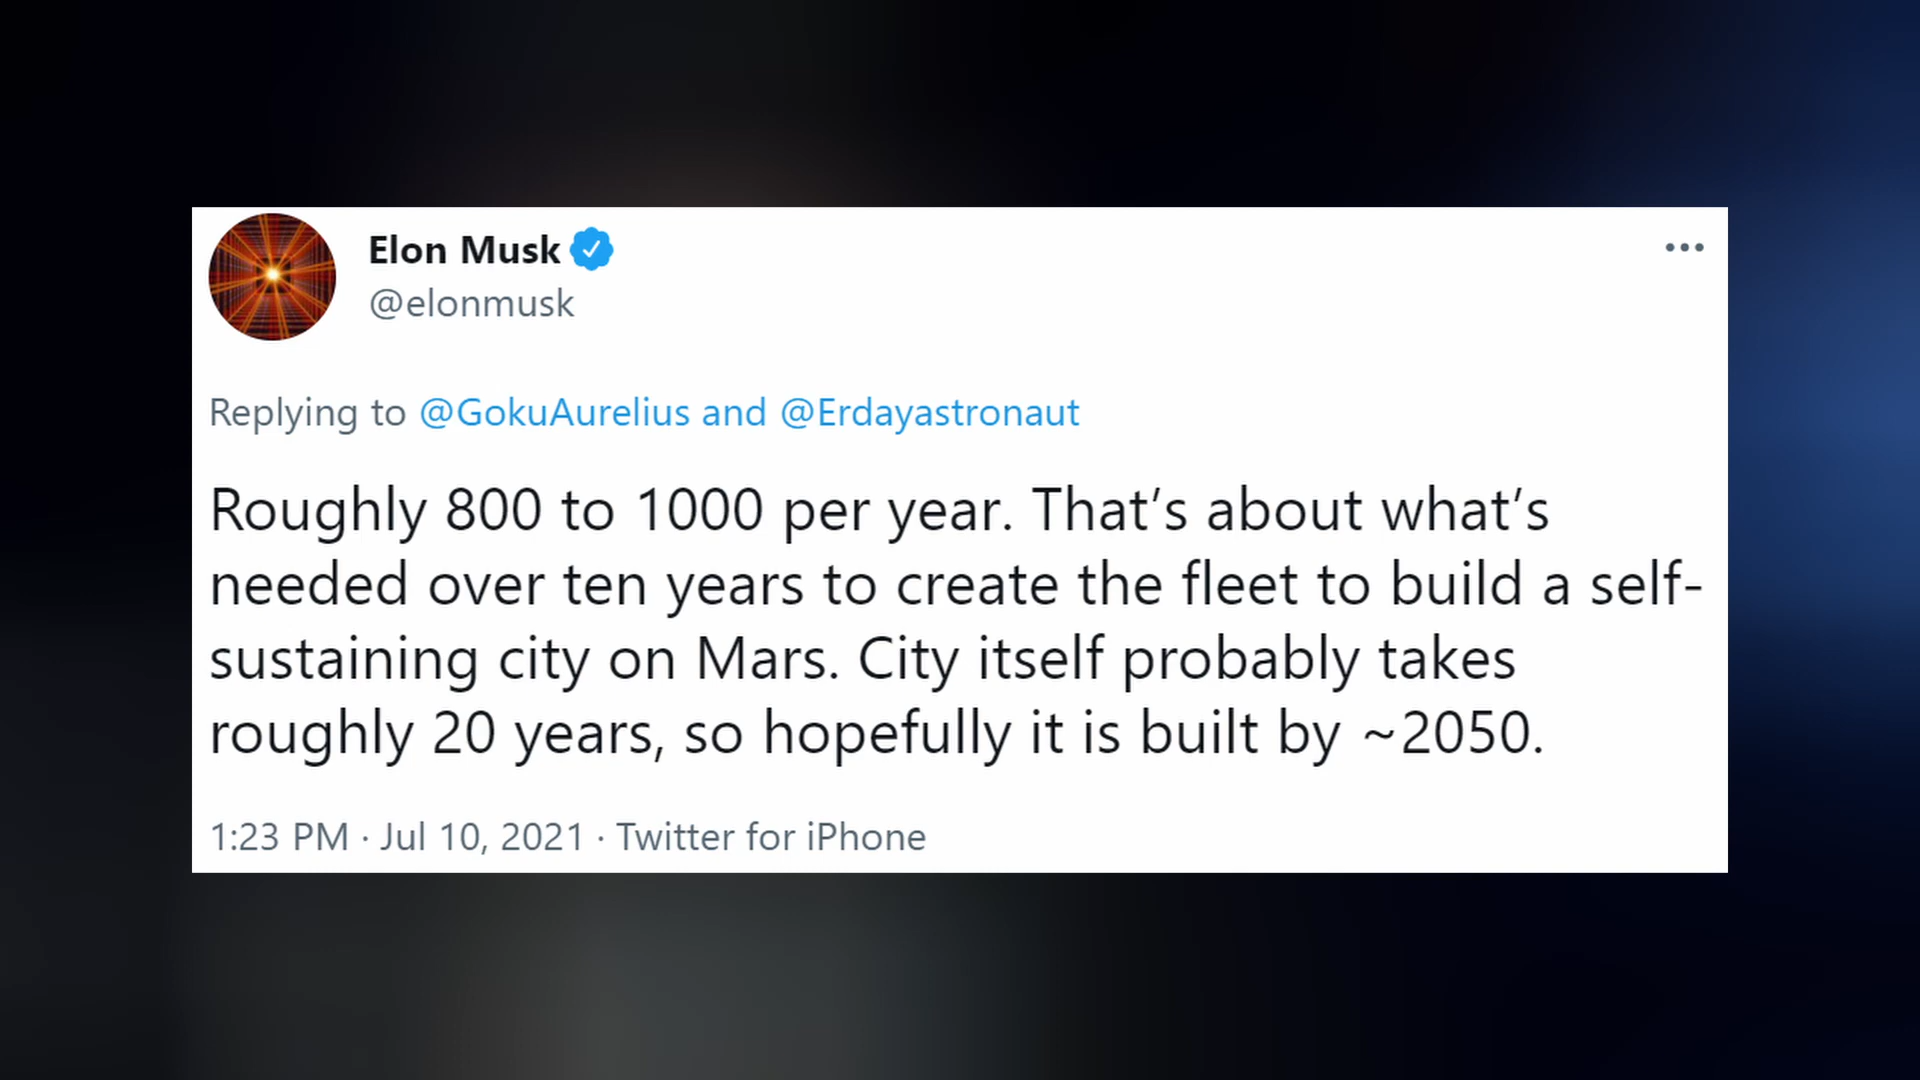 Elon Musk
@elonmusk
Replying to @GokuAurelius and @Erdayastronaut
Roughly 800 to 1000 per year. That’s about what’s
needed over ten years to create the fleet to build a self-
sustaining city on Mars. City itself probably takes
roughly 20 years, so hopefully it is built by ~2050.
1:23 PM · Jul 10, 2021 · Twitter for iPhone